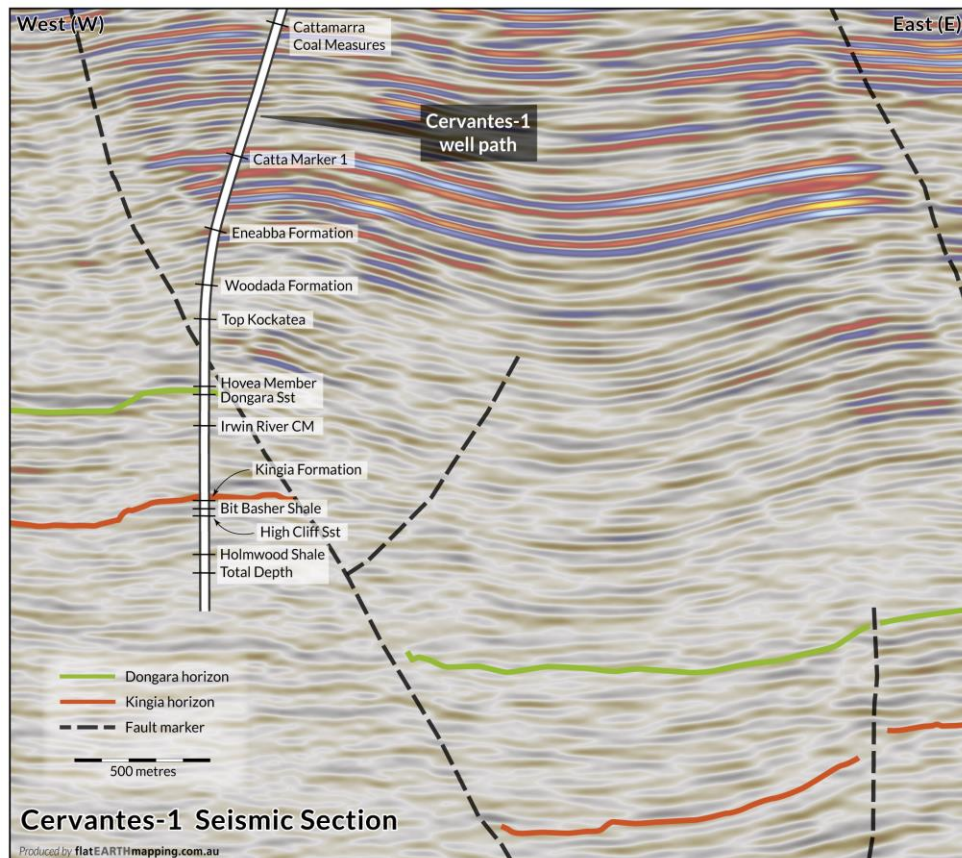 West (W)
East (E)
Cattamarra
Coal Measures
Cervantes-1
well path
Catta Marker 1
Eneabba Formation
Woodada Formation
Top Kockatea
Hovea Member
Dongara Sst
Irwin River CM
Kingia Formation
Bit Basher Shale
High Cliff Sst
Holmwood Shale
Total Depth
Dongara horizon
Kingia horizon
Fault marker
500 metres
Cervantes-1 Seismic Section
Produced by flatEARTHmapping.com.au